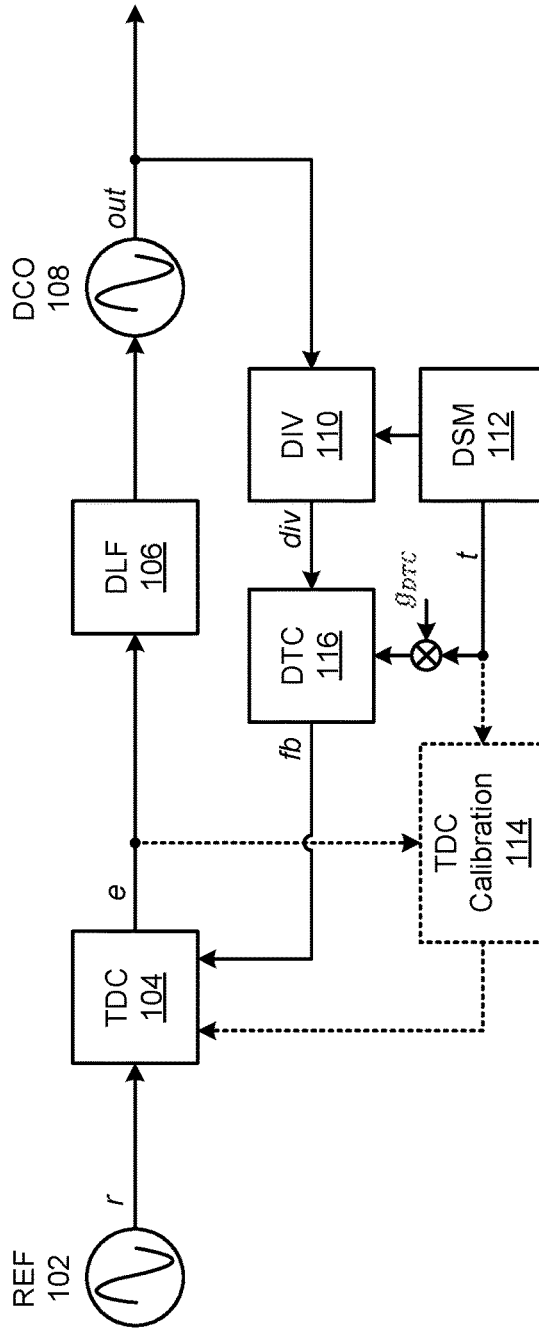 REF
102
r
TDC
104
e
DLF
106
DCO
108
out
fb
DTC
116
div
DIV
110
g_DTC
TDC
Calibration
114
t
DSM
112